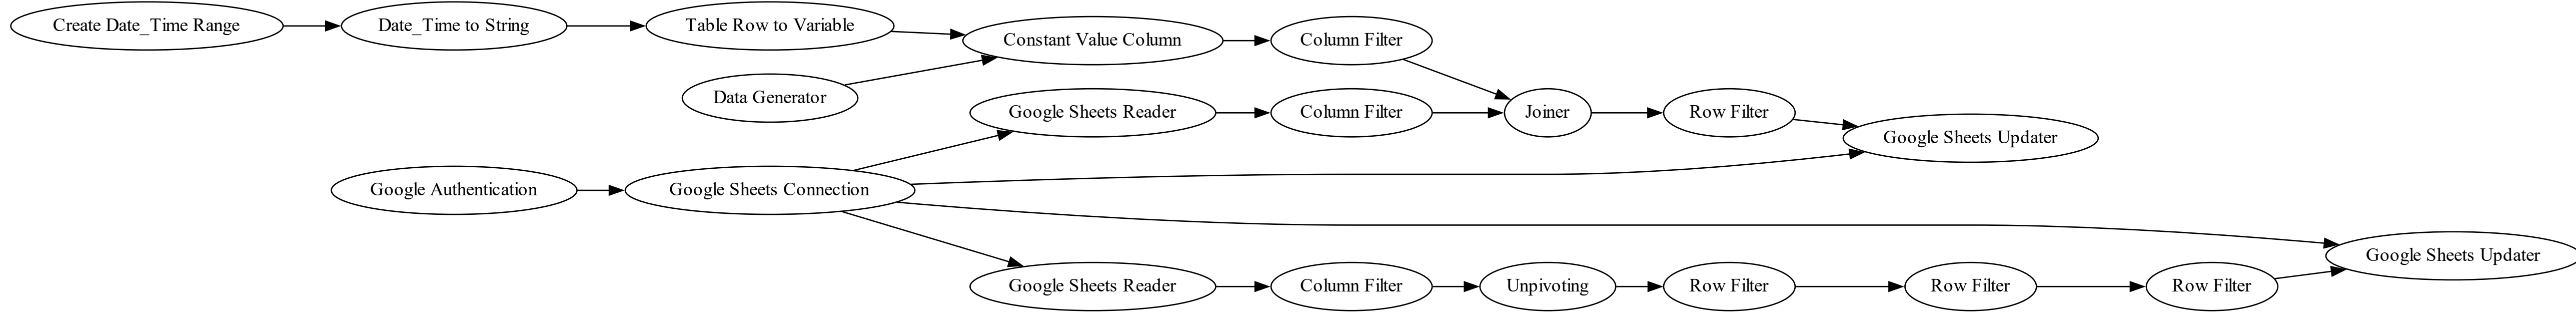 Create Date_Time Range
Date_Time to String
Table Row to Variable
Constant Value Column
Column Filter
Data Generator
Google Sheets Reader
Column Filter
Joiner
Row Filter
Google Sheets Updater
Google Authentication
Google Sheets Connection
Google Sheets Updater
Google Sheets Reader
Column Filter
Unpivoting
Row Filter
Row Filter
Row Filter